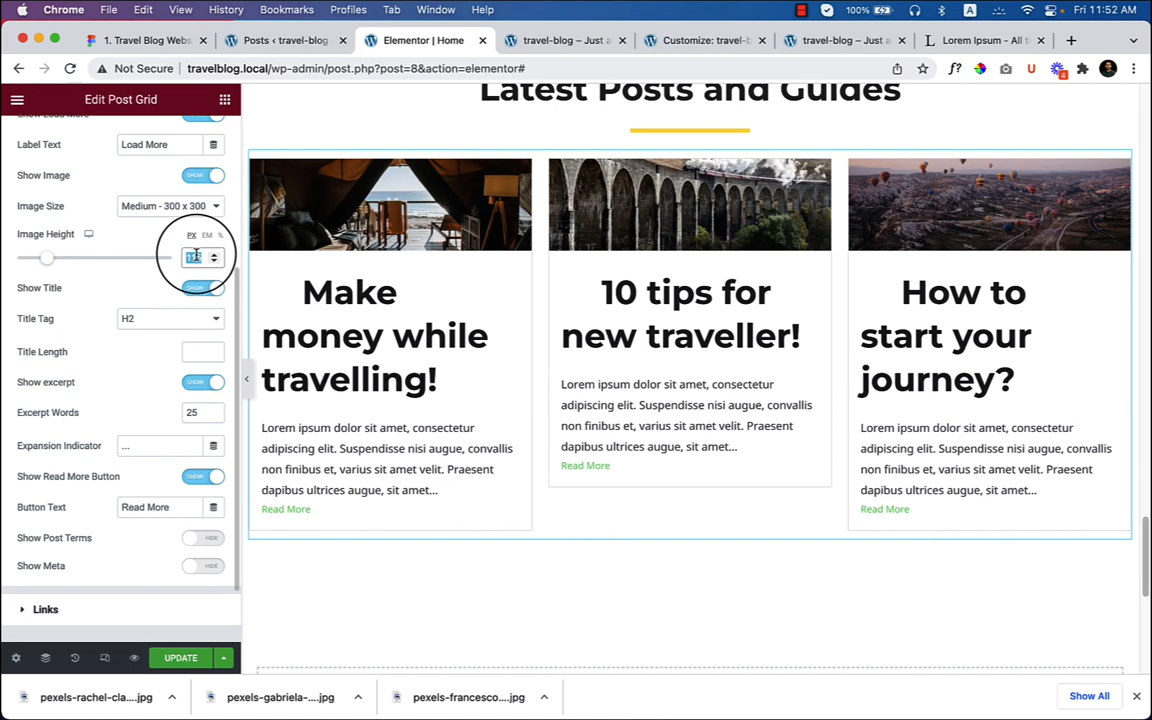 Chrome File Edit View History Bookmarks Profiles Tab Window Help 100% A Fri 11:52 AM
1. Travel Blog Webs Posts ‹ travel-blog - Elementor | Home travel-blog – Just a Customize: travel-b travel-blog – Just a Lorem Ipsum - All t
Not Secure travelblog.local/wp-admin/post.php?post=8&action=elementor# f? U 4
Edit Post Grid
Latest Posts and Guides
Label Text Load More
Show Image SHOW
Image Size Medium - 300 x 300
Image Height PX EM %
Show Title SHOW
Title Tag H2
Title Length
Show excerpt SHOW
Excerpt Words 25
Expansion Indicator ...
Show Read More Button SHOW
Button Text Read More
Show Post Terms HIDE
Show Meta HIDE
Links
UPDATE
Make
money while
travelling!
Lorem ipsum dolor sit amet, consectetur
adipiscing elit. Suspendisse nisi augue, convallis
non finibus et, varius sit amet velit. Praesent
dapibus ultrices augue, sit amet...
Read More
10 tips for
new traveller!
Lorem ipsum dolor sit amet, consectetur
adipiscing elit. Suspendisse nisi augue, convallis
non finibus et, varius sit amet velit. Praesent
dapibus ultrices augue, sit amet...
Read More
How to
start your
journey?
Lorem ipsum dolor sit amet, consectetur
adipiscing elit. Suspendisse nisi augue, convallis
non finibus et, varius sit amet velit. Praesent
dapibus ultrices augue, sit amet...
Read More
pexels-rachel-cla....jpg pexels-gabriela-....jpg pexels-francesco....jpg Show All